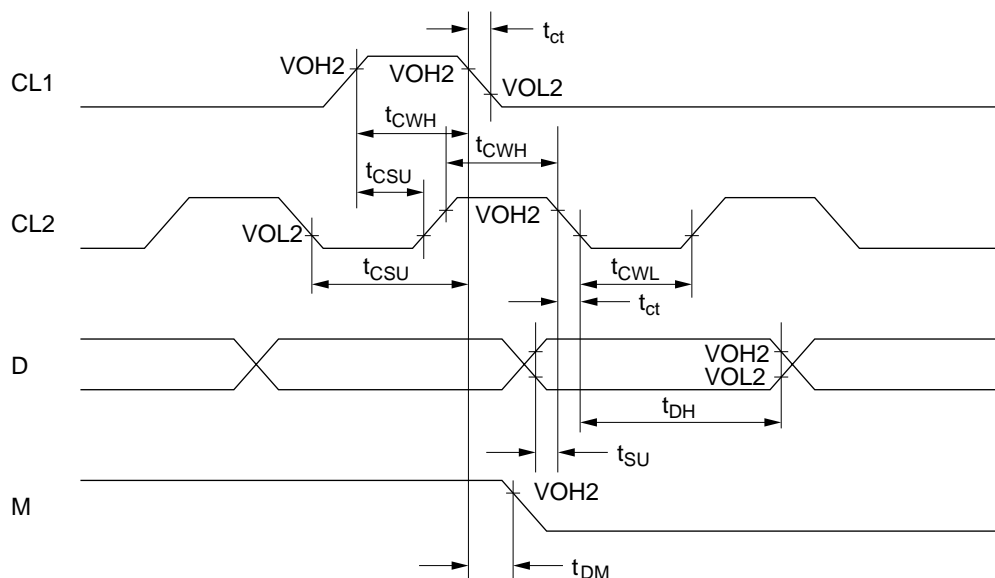 t_ct
VOH2
VOH2
CL1
VOL2
t_CWH
t_CWH
t_CSU
CL2
VOL2
VOH2
t_CSU
t_CWL
t_ct
D
VOH2
VOL2
t_DH
t_SU
VOH2
M
t_DM